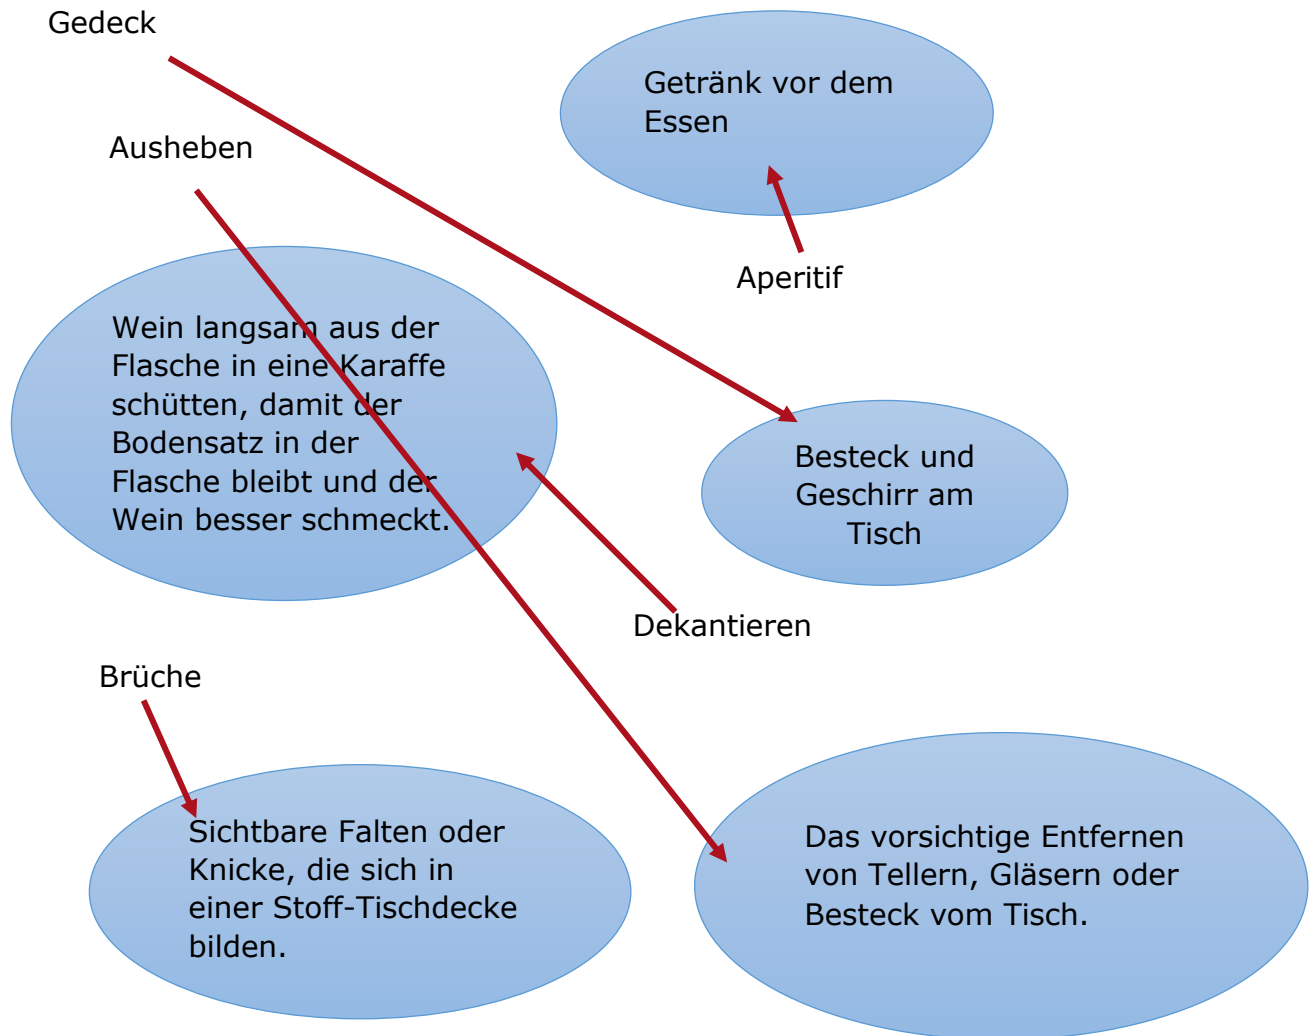 Gedeck
Getränk vor dem
Essen
Ausheben
Aperitif
Wein langsam aus der
Flasche in eine Karaffe
schütten, damit der
Bodensatz in der
Flasche bleibt und der
Wein besser schmeckt.
Besteck und
Geschirr am
Tisch
Dekantieren
Brüche
Sichtbare Falten oder
Knicke, die sich in
einer Stoff-Tischdecke
bilden.
Das vorsichtige Entfernen
von Tellern, Gläsern oder
Besteck vom Tisch.